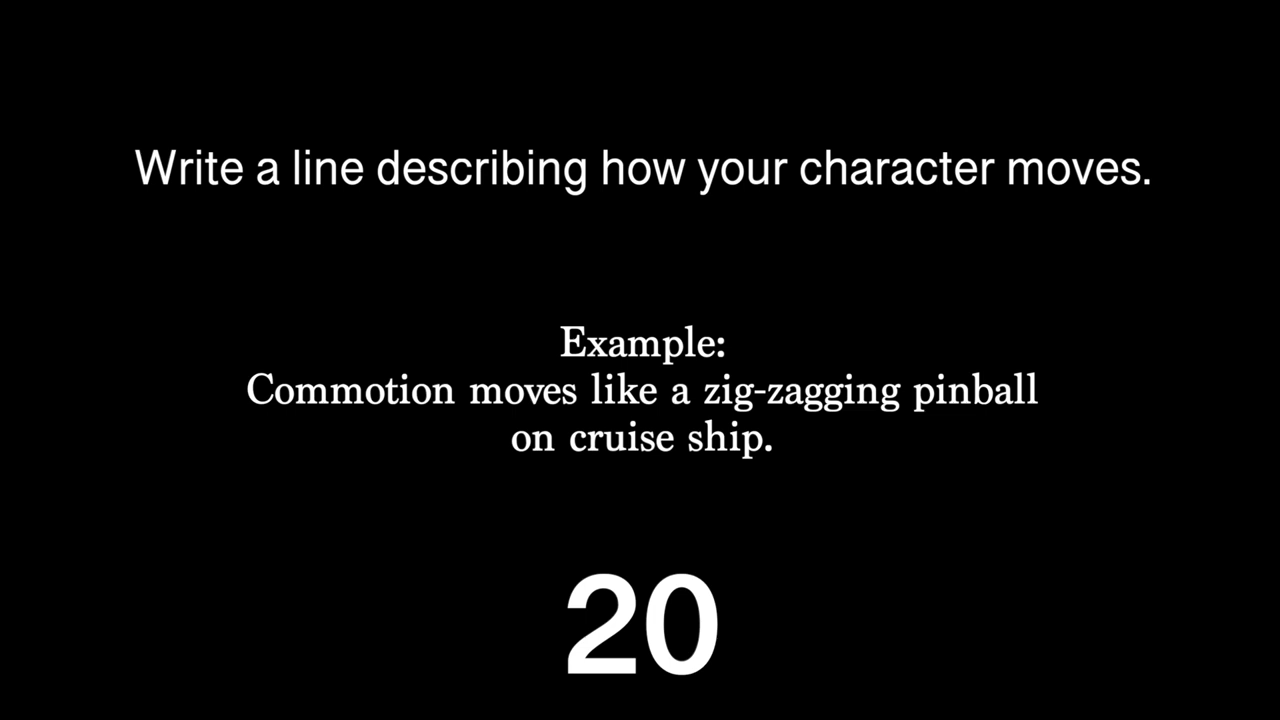 Write a line describing how your character moves.
Example:
Commotion moves like a zig-zagging pinball
on cruise ship.
20